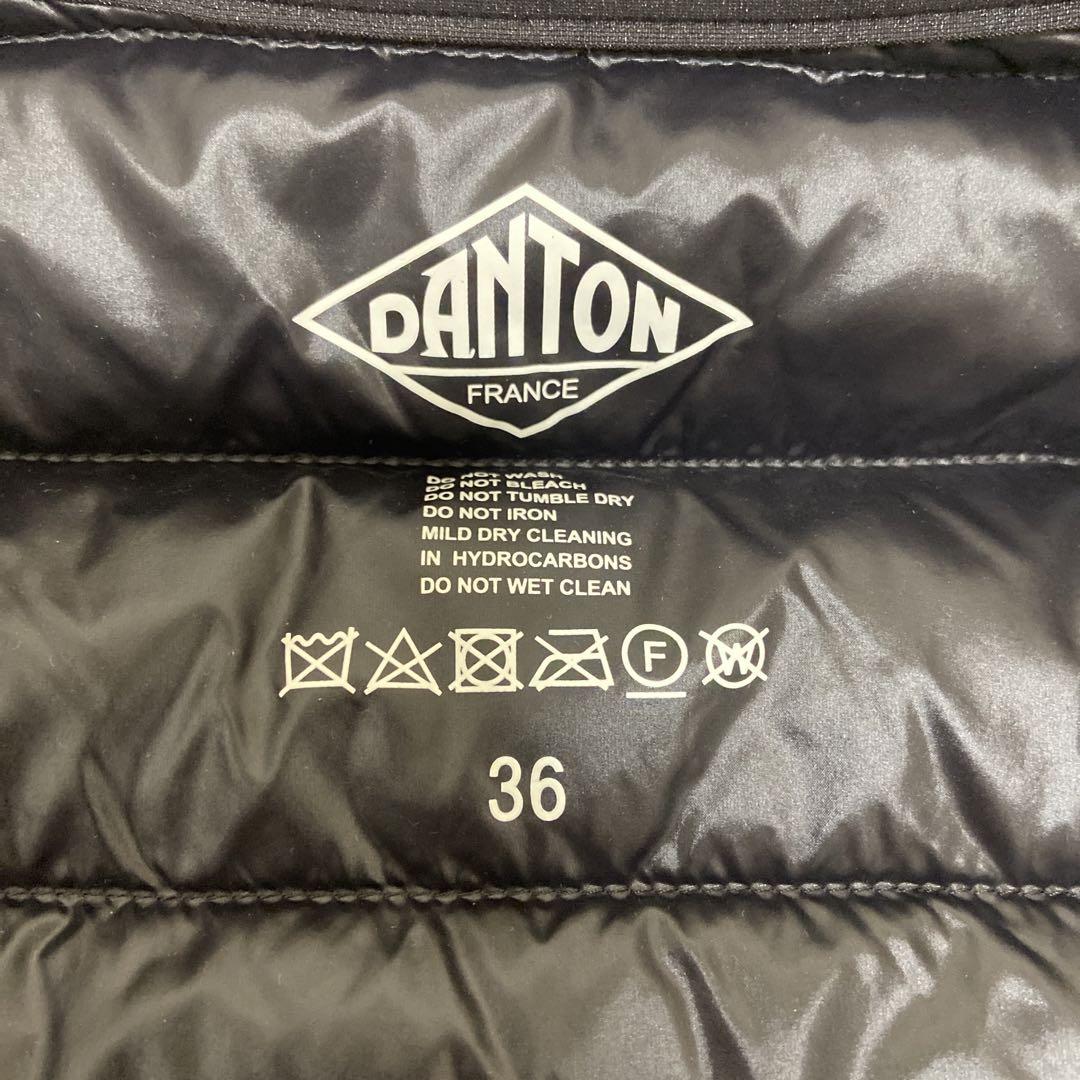 DANTON
FRANCE
DO NOT WASH
DO NOT BLEACH
DO NOT TUMBLE DRY
DO NOT IRON
MILD DRY CLEANING
IN HYDROCARBONS
DO NOT WET CLEAN
F
W
36